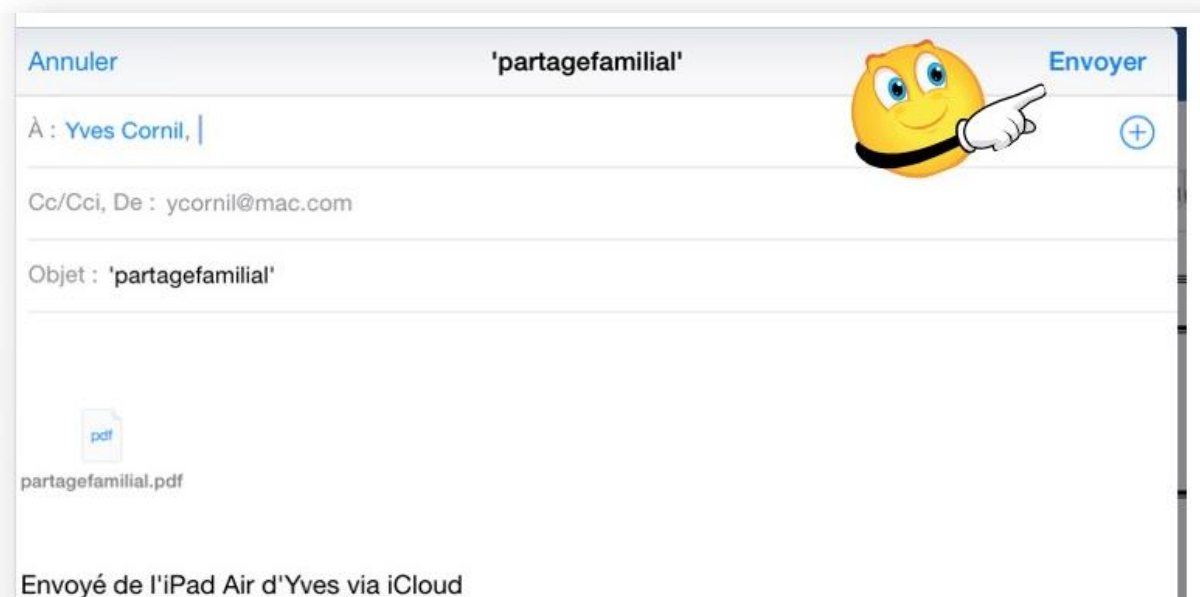 Annuler 'partagefamilial' Envoyer
À : Yves Cornil,
Cc/Cci, De : ycornil@mac.com
Objet : 'partagefamilial'
pdf
partagefamilial.pdf
Envoyé de l'iPad Air d'Yves via iCloud